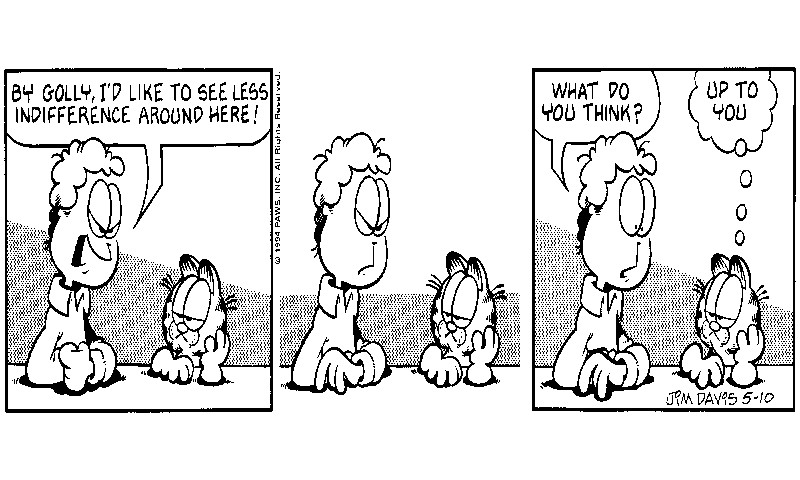 BY GOLLY, I'D LIKE TO SEE LESS
INDIFFERENCE AROUND HERE!
© 1994 PAWS, INC. All Rights Reserved.
WHAT DO
YOU THINK?
UP TO
YOU
JIM DAVIS 5-10